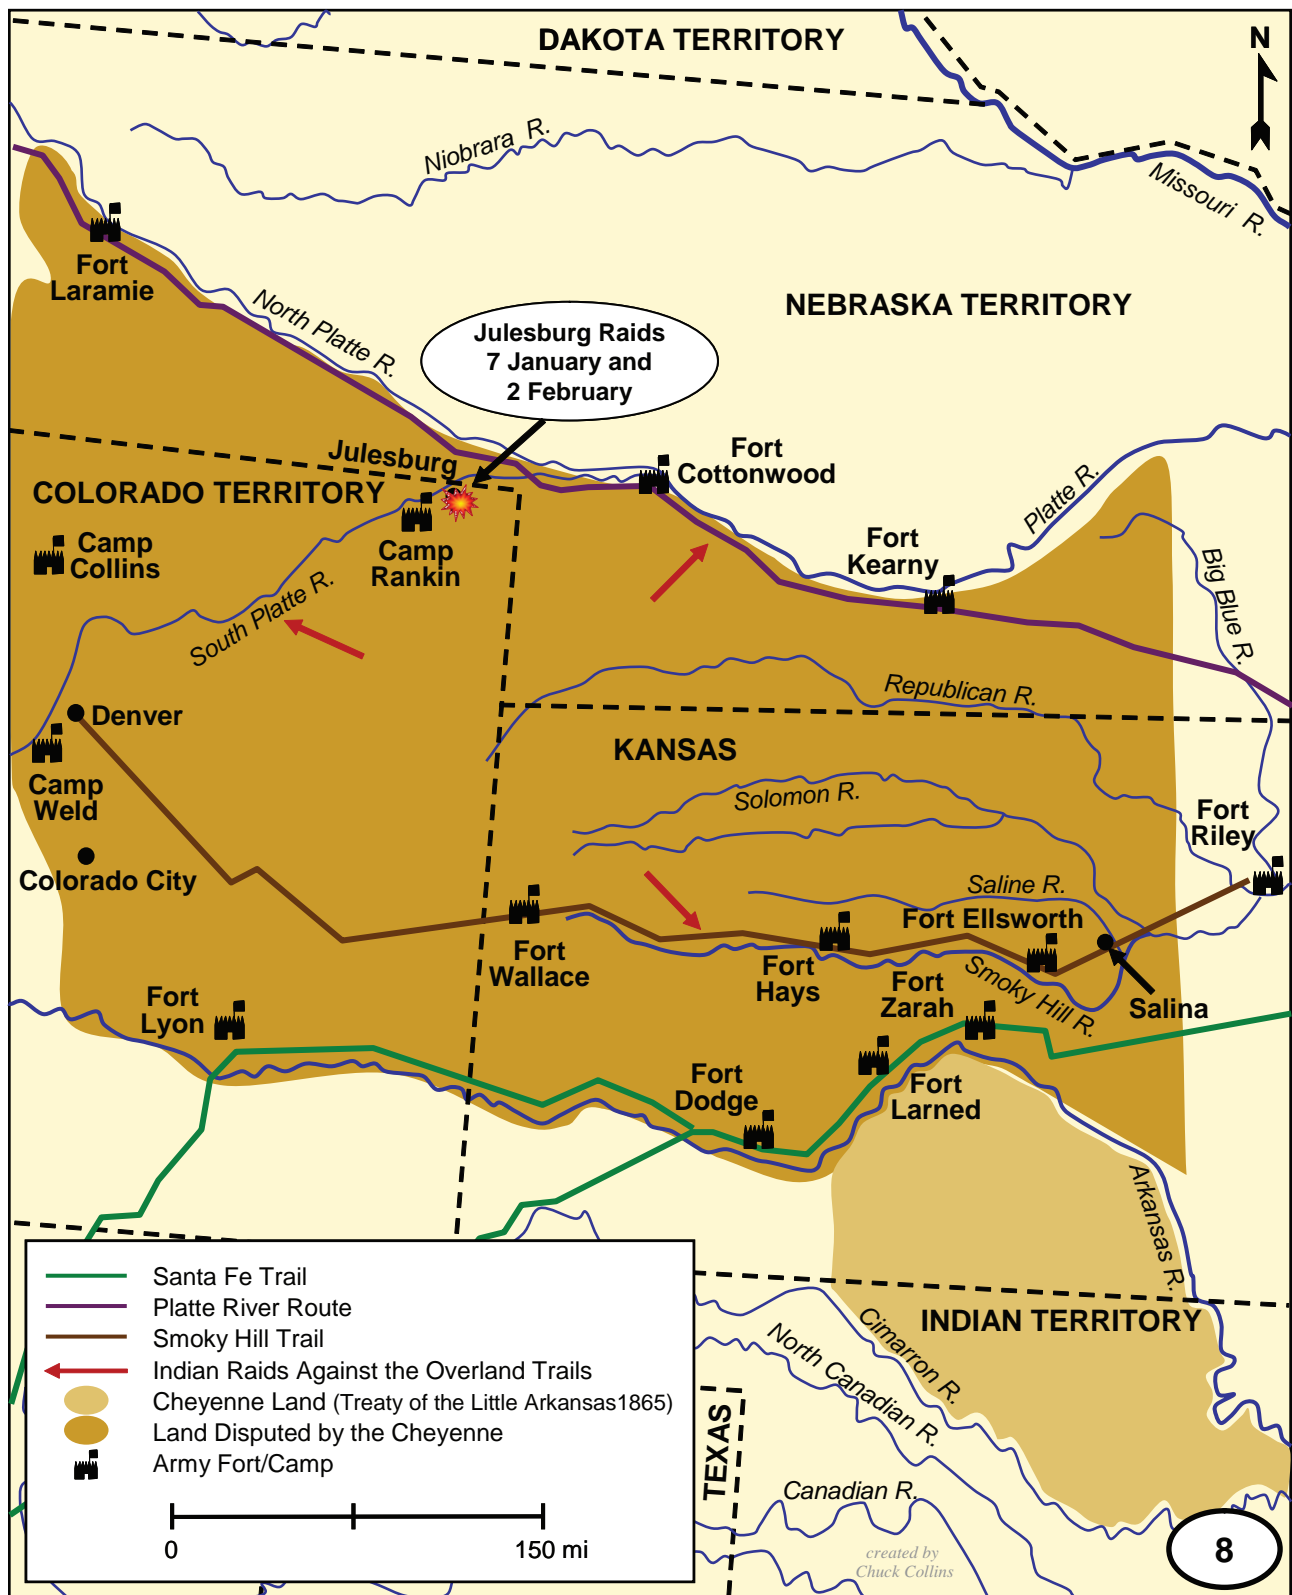 DAKOTA TERRITORY
N
Niobrara R.
Missouri R.
Fort
Laramie
North Platte R.
NEBRASKA TERRITORY
Julesburg Raids
7 January and
2 February
Julesburg
Fort
Cottonwood
COLORADO TERRITORY
Platte R.
Camp
Collins
Camp
Rankin
Fort
Kearny
Big Blue R.
South Platte R.
Republican R.
Denver
KANSAS
Camp
Weld
Solomon R.
Fort
Riley
Colorado City
Saline R.
Fort Ellsworth
Fort
Wallace
Fort
Hays
Fort
Zarah
Smoky Hill R.
Salina
Fort
Lyon
Fort
Dodge
Fort
Larned
Arkansas R.
Santa Fe Trail
Platte River Route
Smoky Hill Trail
Indian Raids Against the Overland Trails
Cheyenne Land (Treaty of the Little Arkansas1865)
Land Disputed by the Cheyenne
Army Fort/Camp
0 150 mi
INDIAN TERRITORY
Cimarron R.
North Canadian R.
TEXAS
Canadian R.
created by
Chuck Collins
8